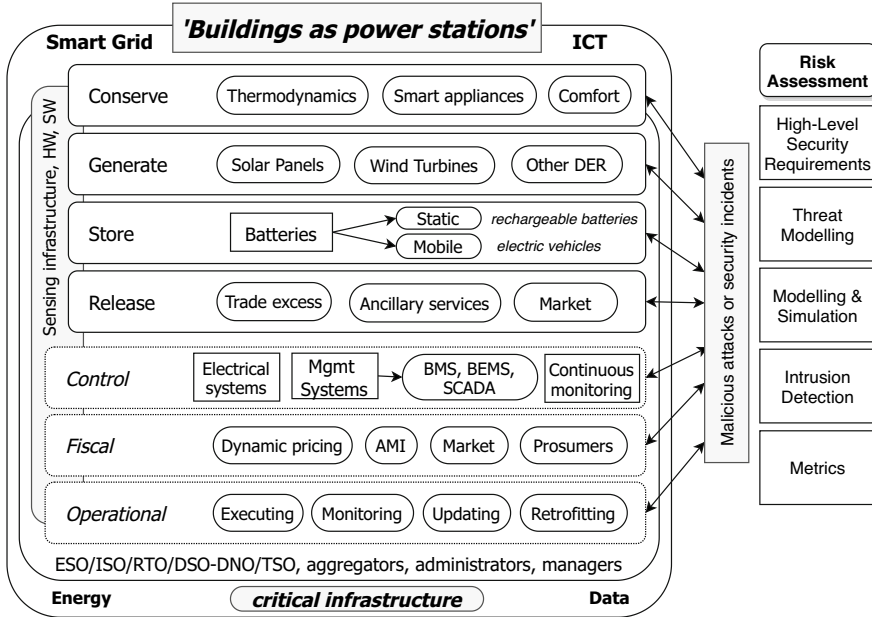 'Buildings as power stations'
Smart Grid
ICT
Sensing infrastructure, HW, SW
Conserve
Thermodynamics
Smart appliances
Comfort
Generate
Solar Panels
Wind Turbines
Other DER
Store
Batteries
Static
rechargeable batteries
Mobile
electric vehicles
Release
Trade excess
Ancillary services
Market
Control
Electrical
systems
Mgmt
Systems
BMS, BEMS,
SCADA
Continuous
monitoring
Fiscal
Dynamic pricing
AMI
Market
Prosumers
Operational
Executing
Monitoring
Updating
Retrofitting
ESO/ISO/RTO/DSO-DNO/TSO, aggregators, administrators, managers
Energy
critical infrastructure
Data
Malicious attacks or security incidents
Risk
Assessment
High-Level
Security
Requirements
Threat
Modelling
Modelling &
Simulation
Intrusion
Detection
Metrics